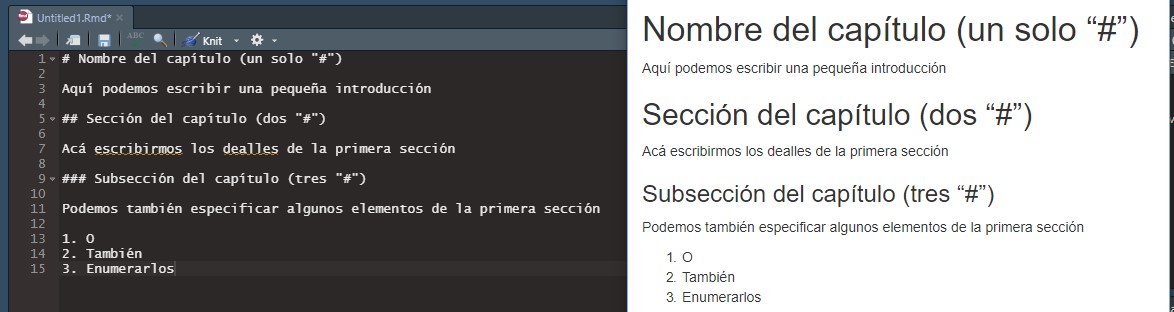 Untitled1.Rmd*
ABC
Knit
1 # Nombre del capítulo (un solo "#")
2
3 Aquí podemos escribir una pequeña introducción
4
5 ## Sección del capítulo (dos "#")
6
7 Acá escribirmos los dealles de la primera sección
8
9 ### Subsección del capítulo (tres "#")
10
11 Podemos también especificar algunos elementos de la primera sección
12
13 1. O
14 2. También
15 3. Enumerarlos
Nombre del capítulo (un solo “#”)
Aquí podemos escribir una pequeña introducción
Sección del capítulo (dos “#”)
Acá escribirmos los dealles de la primera sección
Subsección del capítulo (tres “#”)
Podemos también especificar algunos elementos de la primera sección
1. O
2. También
3. Enumerarlos